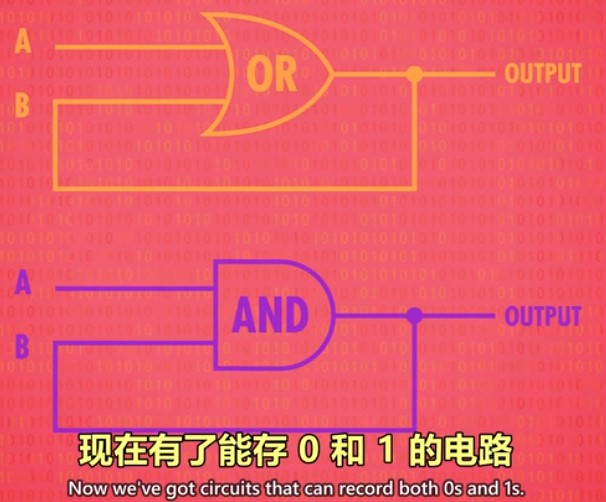 A
OR
OUTPUT
B
A
AND
OUTPUT
B
现在有了能存 0 和 1 的电路
Now we've got circuits that can record both 0s and 1s.